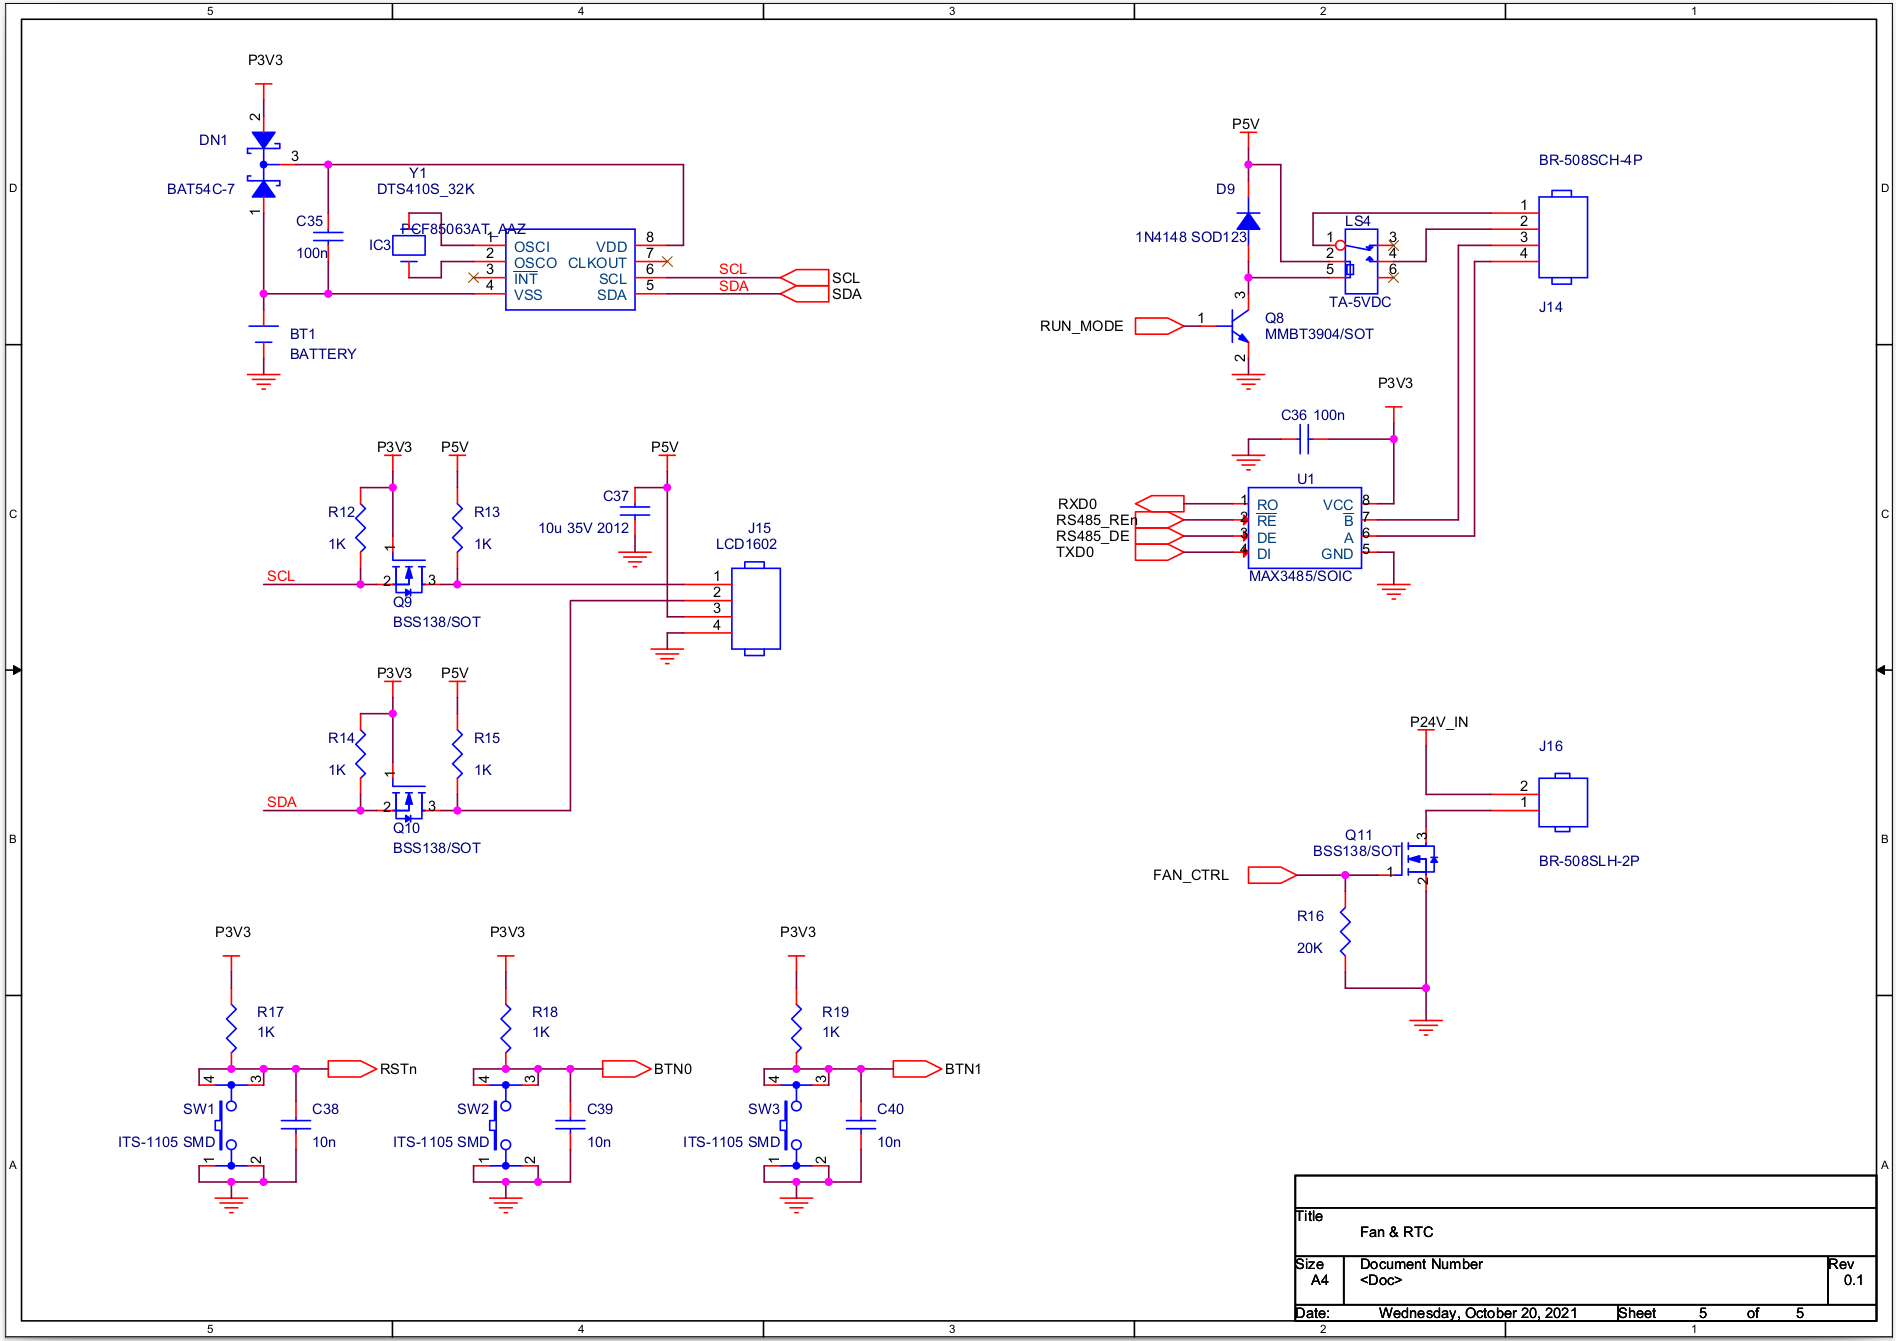 5 4 3 2 1
D
D
C
C
B
B
A
A
P3V3
2
DN1
3
BAT54C-7
1
C35
100n
Y1
DTS410S_32K
IC3
PCF85063AT_AAZ
1 OSCI
2 OSCO
3 INT
4 VSS
VDD 8
CLKOUT 7
SCL 6
SDA 5
SCL
SDA
SCL
SDA
BT1
BATTERY
P5V
D9
1N4148 SOD123
LS4
1
2
5
3
4
6
TA-5VDC
BR-508SCH-4P
1
2
3
4
J14
RUN_MODE
1
3
2
Q8
MMBT3904/SOT
P3V3
C36 100n
U1
RXD0
RS485_REn
RS485_DE
TXD0
1 RO
2 RE
3 DE
4 DI
VCC 8
B 7
A 6
GND 5
MAX3485/SOIC
P3V3
P5V
R12
1K
R13
1K
SCL
1
2
3
Q9
BSS138/SOT
P5V
C37
10u 35V 2012
J15
LCD1602
1
2
3
4
P3V3
P5V
R14
1K
R15
1K
SDA
1
2
3
Q10
BSS138/SOT
P24V_IN
J16
2
1
BR-508SLH-2P
Q11
BSS138/SOT
3
1
2
FAN_CTRL
R16
20K
P3V3
R17
1K
RSTn
4
3
SW1
ITS-1105 SMD
C38
10n
1
2
P3V3
R18
1K
BTN0
4
3
SW2
ITS-1105 SMD
C39
10n
1
2
P3V3
R19
1K
BTN1
4
3
SW3
ITS-1105 SMD
C40
10n
1
2
Title
Fan & RTC
Size
A4
Document Number
<Doc>
Rev
0.1
Date: Wednesday, October 20, 2021
Sheet 5 of 5
5 4 3 2 1